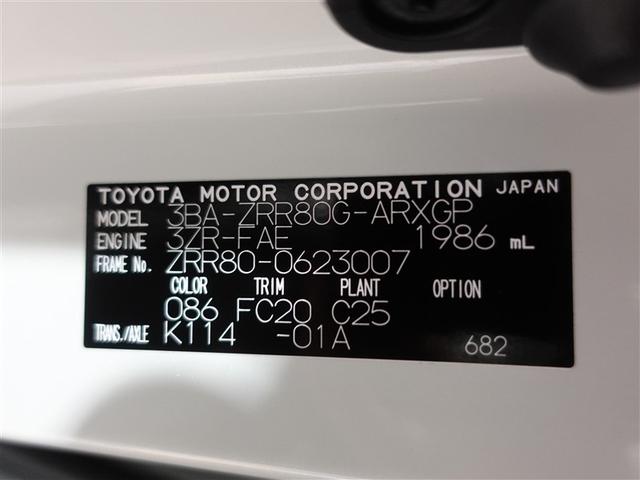 TOYOTA MOTOR CORPORATION JAPAN
MODEL 3BA-ZRR80G-ARXGP
ENGINE 3ZR-FAE 1986 mL
FRAME No. ZRR80-0623007
COLOR TRIM PLANT OPTION
086 FC20 C25
TRANS./AXLE K114 -01A 682